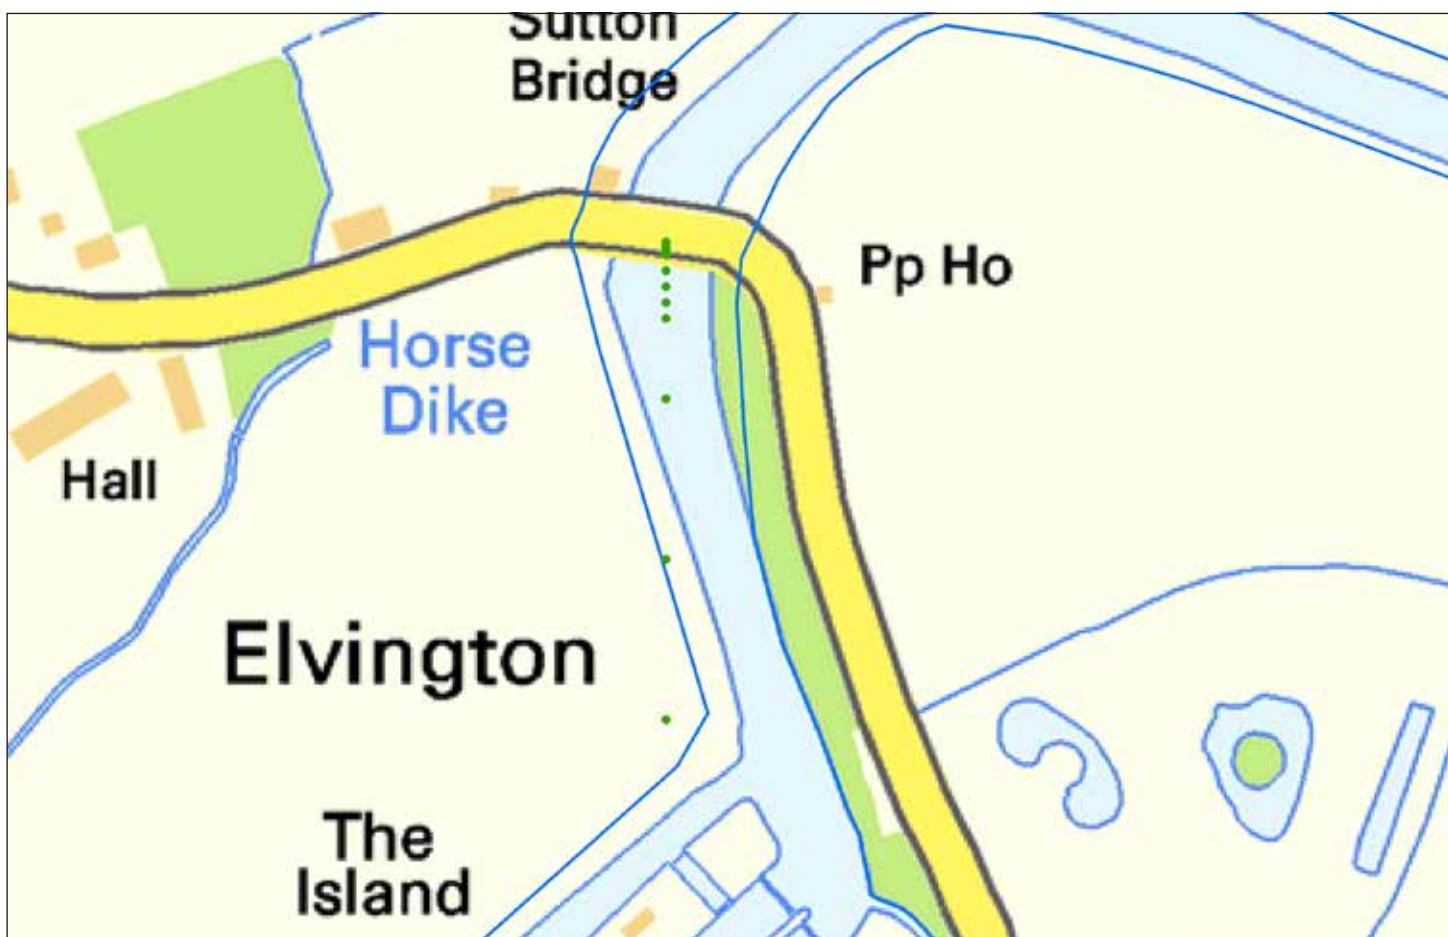 Sutton
Bridge
Pp Ho
Horse
Dike
Hall
Elvington
The
Island